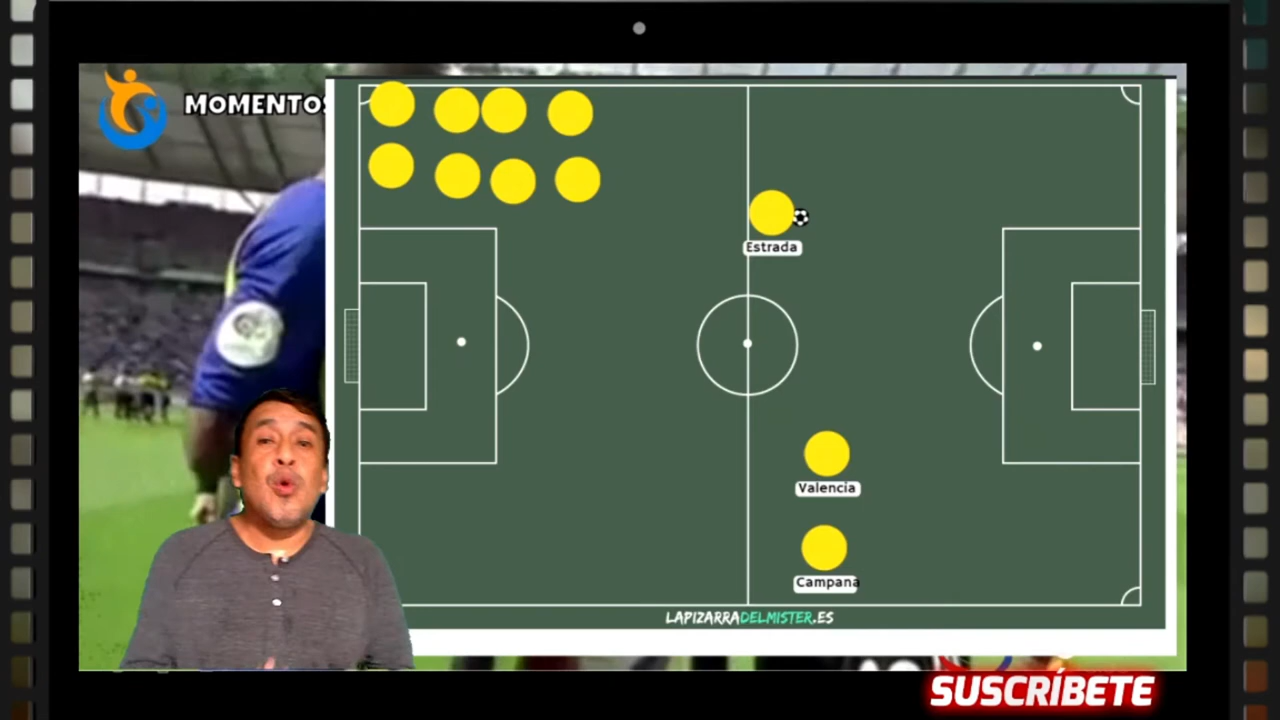 MOMENTOS
Estrada
Valencia
Campana
LAPIZARRADELMISTER.ES
SUSCRÍBETE